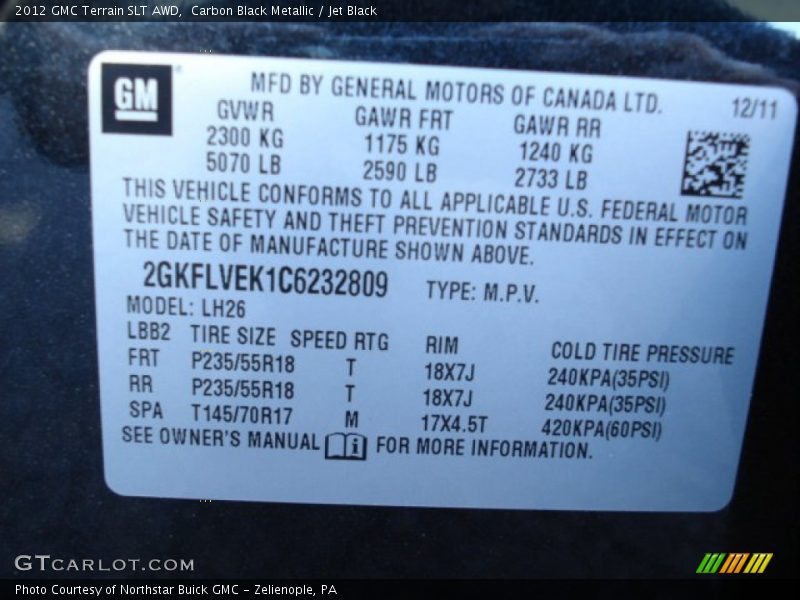 2012 GMC Terrain SLT AWD,  Carbon Black Metallic / Jet Black
GM
MFD BY GENERAL MOTORS OF CANADA LTD. 12/11
GVWR GAWR FRT GAWR RR
2300 KG 1175 KG 1240 KG
5070 LB 2590 LB 2733 LB
THIS VEHICLE CONFORMS TO ALL APPLICABLE U.S. FEDERAL MOTOR
VEHICLE SAFETY AND THEFT PREVENTION STANDARDS IN EFFECT ON
THE DATE OF MANUFACTURE SHOWN ABOVE.
2GKFLVEK1C6232809 TYPE: M.P.V.
MODEL: LH26
LBB2 TIRE SIZE SPEED RTG RIM COLD TIRE PRESSURE
FRT P235/55R18 T 18X7J 240KPA(35PSI)
RR P235/55R18 T 18X7J 240KPA(35PSI)
SPA T145/70R17 M 17X4.5T 420KPA(60PSI)
SEE OWNER'S MANUAL i FOR MORE INFORMATION.
GTCARLOT.COM
Photo Courtesy of Northstar Buick GMC - Zelienople, PA